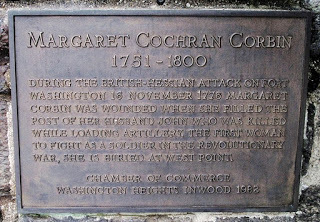 MARGARET COCHRAN CORBIN
1751-1800
DURING THE BRITISH-HESSIAN ATTACK ON FORT
WASHINGTON 16 NOVEMBER 1776 MARGARET
CORBIN WAS WOUNDED WHEN SHE FILLED THE
POST OF HER HUSBAND JOHN WHO WAS KILLED
WHILE LOADING ARTILLERY. THE FIRST WOMAN
TO FIGHT AS A SOLDIER IN THE REVOLUTIONARY
WAR, SHE IS BURIED AT WEST POINT.
CHAMBER OF COMMERCE
WASHINGTON HEIGHTS INWOOD 1982